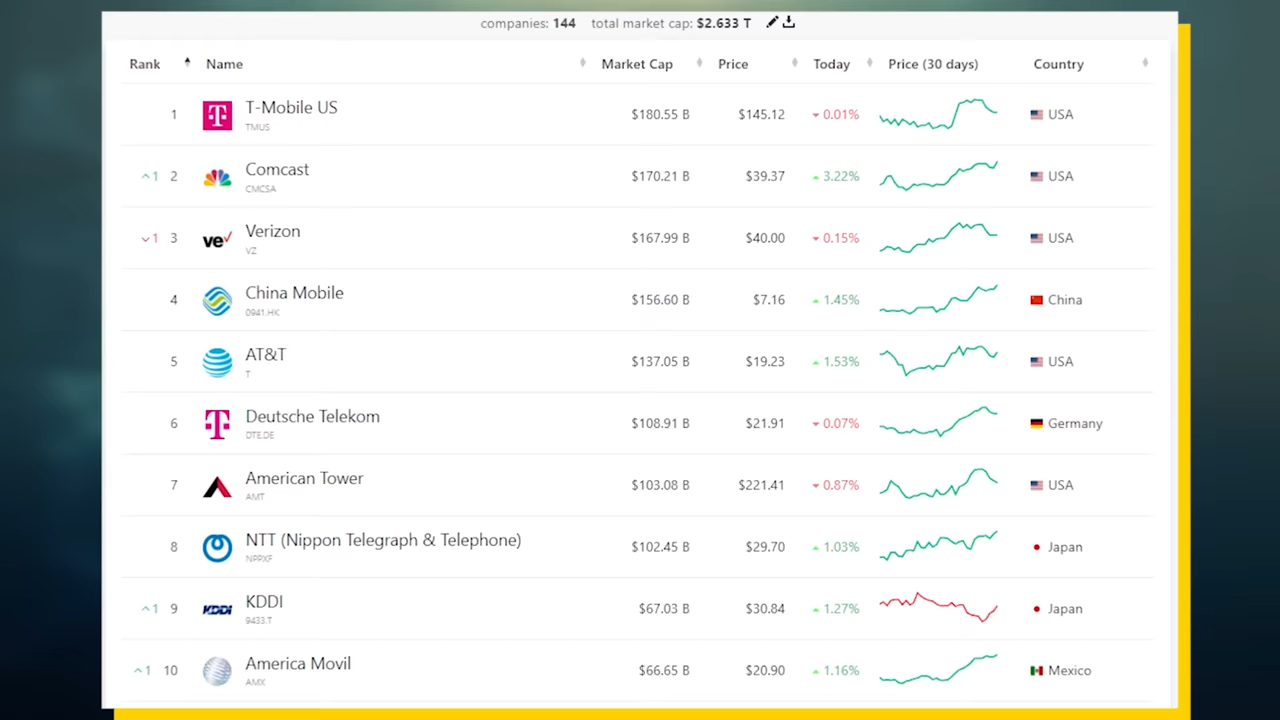 companies: 144 total market cap: $2.633 T
Rank Name Market Cap Price Today Price (30 days) Country
1 T-Mobile US $180.55 B $145.12 0.01% USA
TMUS
1 2 Comcast $170.21 B $39.37 3.22% USA
CMCSA
1 3 ve Verizon $167.99 B $40.00 0.15% USA
VZ
4 China Mobile $156.60 B $7.16 1.45% China
0941.HK
5 AT&T $137.05 B $19.23 1.53% USA
T
6 T Deutsche Telekom $108.91 B $21.91 0.07% Germany
DTE.DE
7 American Tower $103.08 B $221.41 0.87% USA
AMT
8 NTT (Nippon Telegraph & Telephone) $102.45 B $29.70 1.03% Japan
NPPXF
1 9 KDDI KDDI $67.03 B $30.84 1.27% Japan
9433.T
1 10 America Movil $66.65 B $20.90 1.16% Mexico
AMX